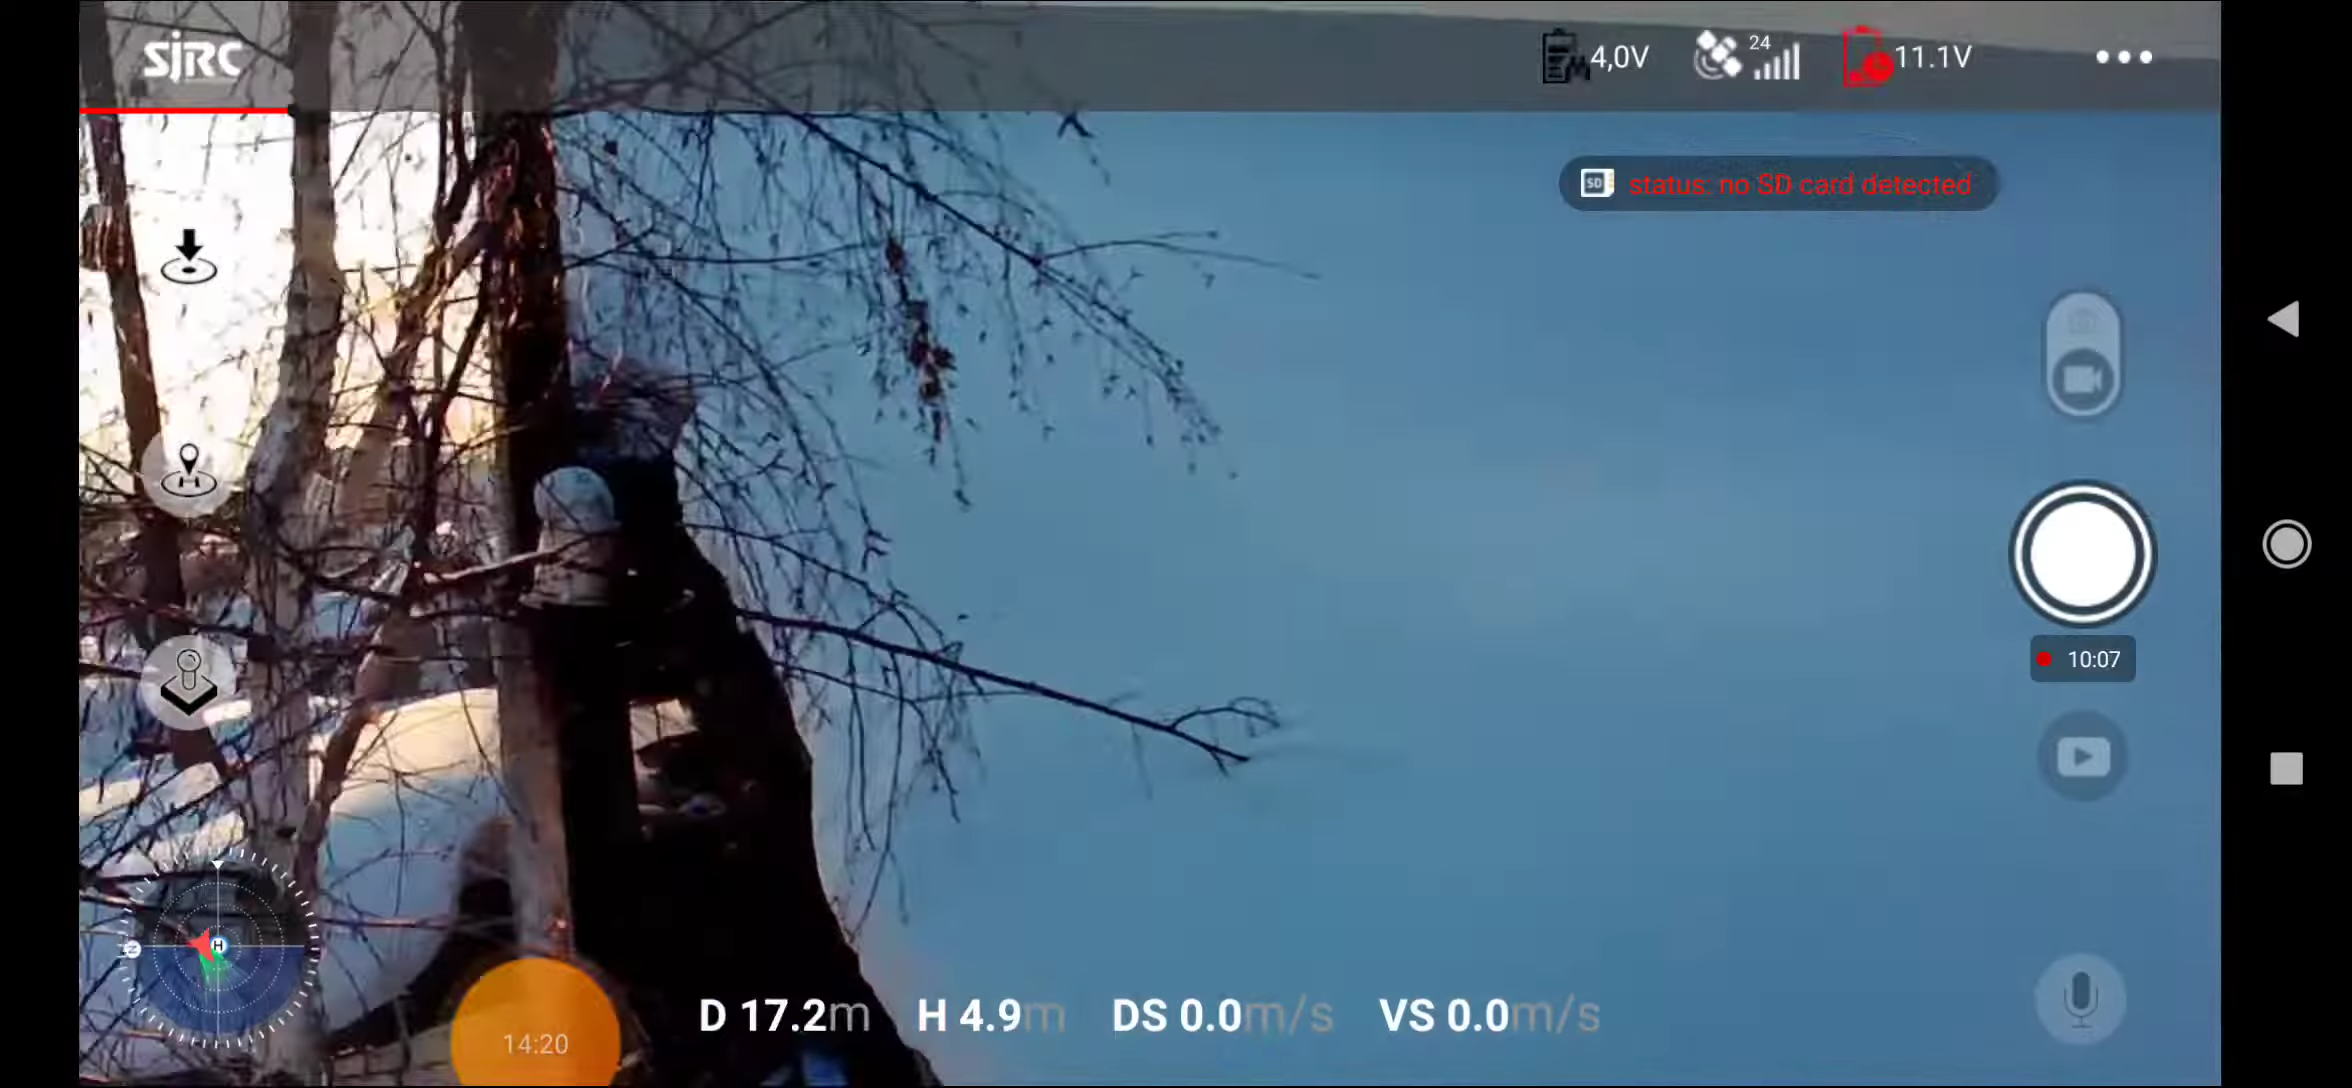 SJRC
4,0V
24
11.1V
SD status: no SD card detected
10:07
N
H
D 17.2m H 4.9m DS 0.0m/s VS 0.0m/s
14:20